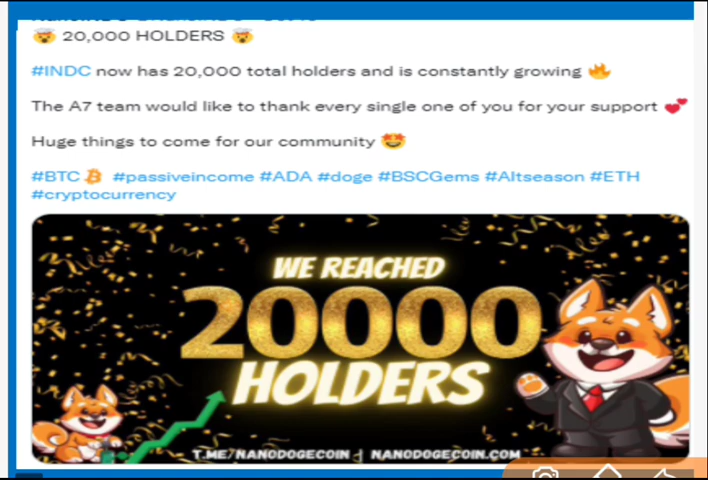 🤯 20,000 HOLDERS 🤯
#INDC now has 20,000 total holders and is constantly growing 🔥
The A7 team would like to thank every single one of you for your support 💕
Huge things to come for our community 🤩
#BTC #passiveincome #ADA #doge #BSCGems #Altseason #ETH
#cryptocurrency
WE REACHED
20000
HOLDERS
T.ME/NANODOGECOIN | NANODOGECOIN.COM